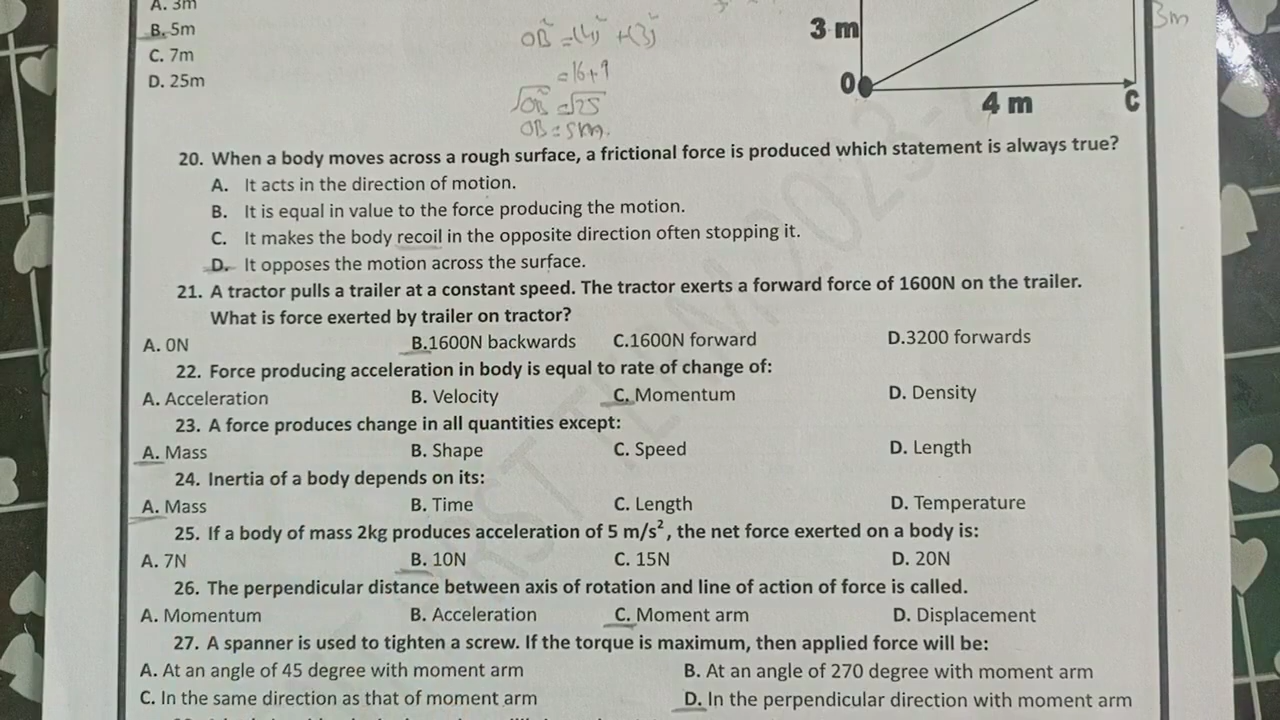 A. 3m
B. 5m
C. 7m
D. 25m
OB² = (4)² + (3)²
= 16+9
√OB² = √25
OB = 5m.
3 m
3m
O
4 m
C
20. When a body moves across a rough surface, a frictional force is produced which statement is always true?
A. It acts in the direction of motion.
B. It is equal in value to the force producing the motion.
C. It makes the body recoil in the opposite direction often stopping it.
D. It opposes the motion across the surface.
21. A tractor pulls a trailer at a constant speed. The tractor exerts a forward force of 1600N on the trailer.
What is force exerted by trailer on tractor?
A. 0N B.1600N backwards C.1600N forward D.3200 forwards
22. Force producing acceleration in body is equal to rate of change of:
A. Acceleration B. Velocity C. Momentum D. Density
23. A force produces change in all quantities except:
A. Mass B. Shape C. Speed D. Length
24. Inertia of a body depends on its:
A. Mass B. Time C. Length D. Temperature
25. If a body of mass 2kg produces acceleration of 5 m/s², the net force exerted on a body is:
A. 7N B. 10N C. 15N D. 20N
26. The perpendicular distance between axis of rotation and line of action of force is called.
A. Momentum B. Acceleration C. Moment arm D. Displacement
27. A spanner is used to tighten a screw. If the torque is maximum, then applied force will be:
A. At an angle of 45 degree with moment arm B. At an angle of 270 degree with moment arm
C. In the same direction as that of moment arm D. In the perpendicular direction with moment arm